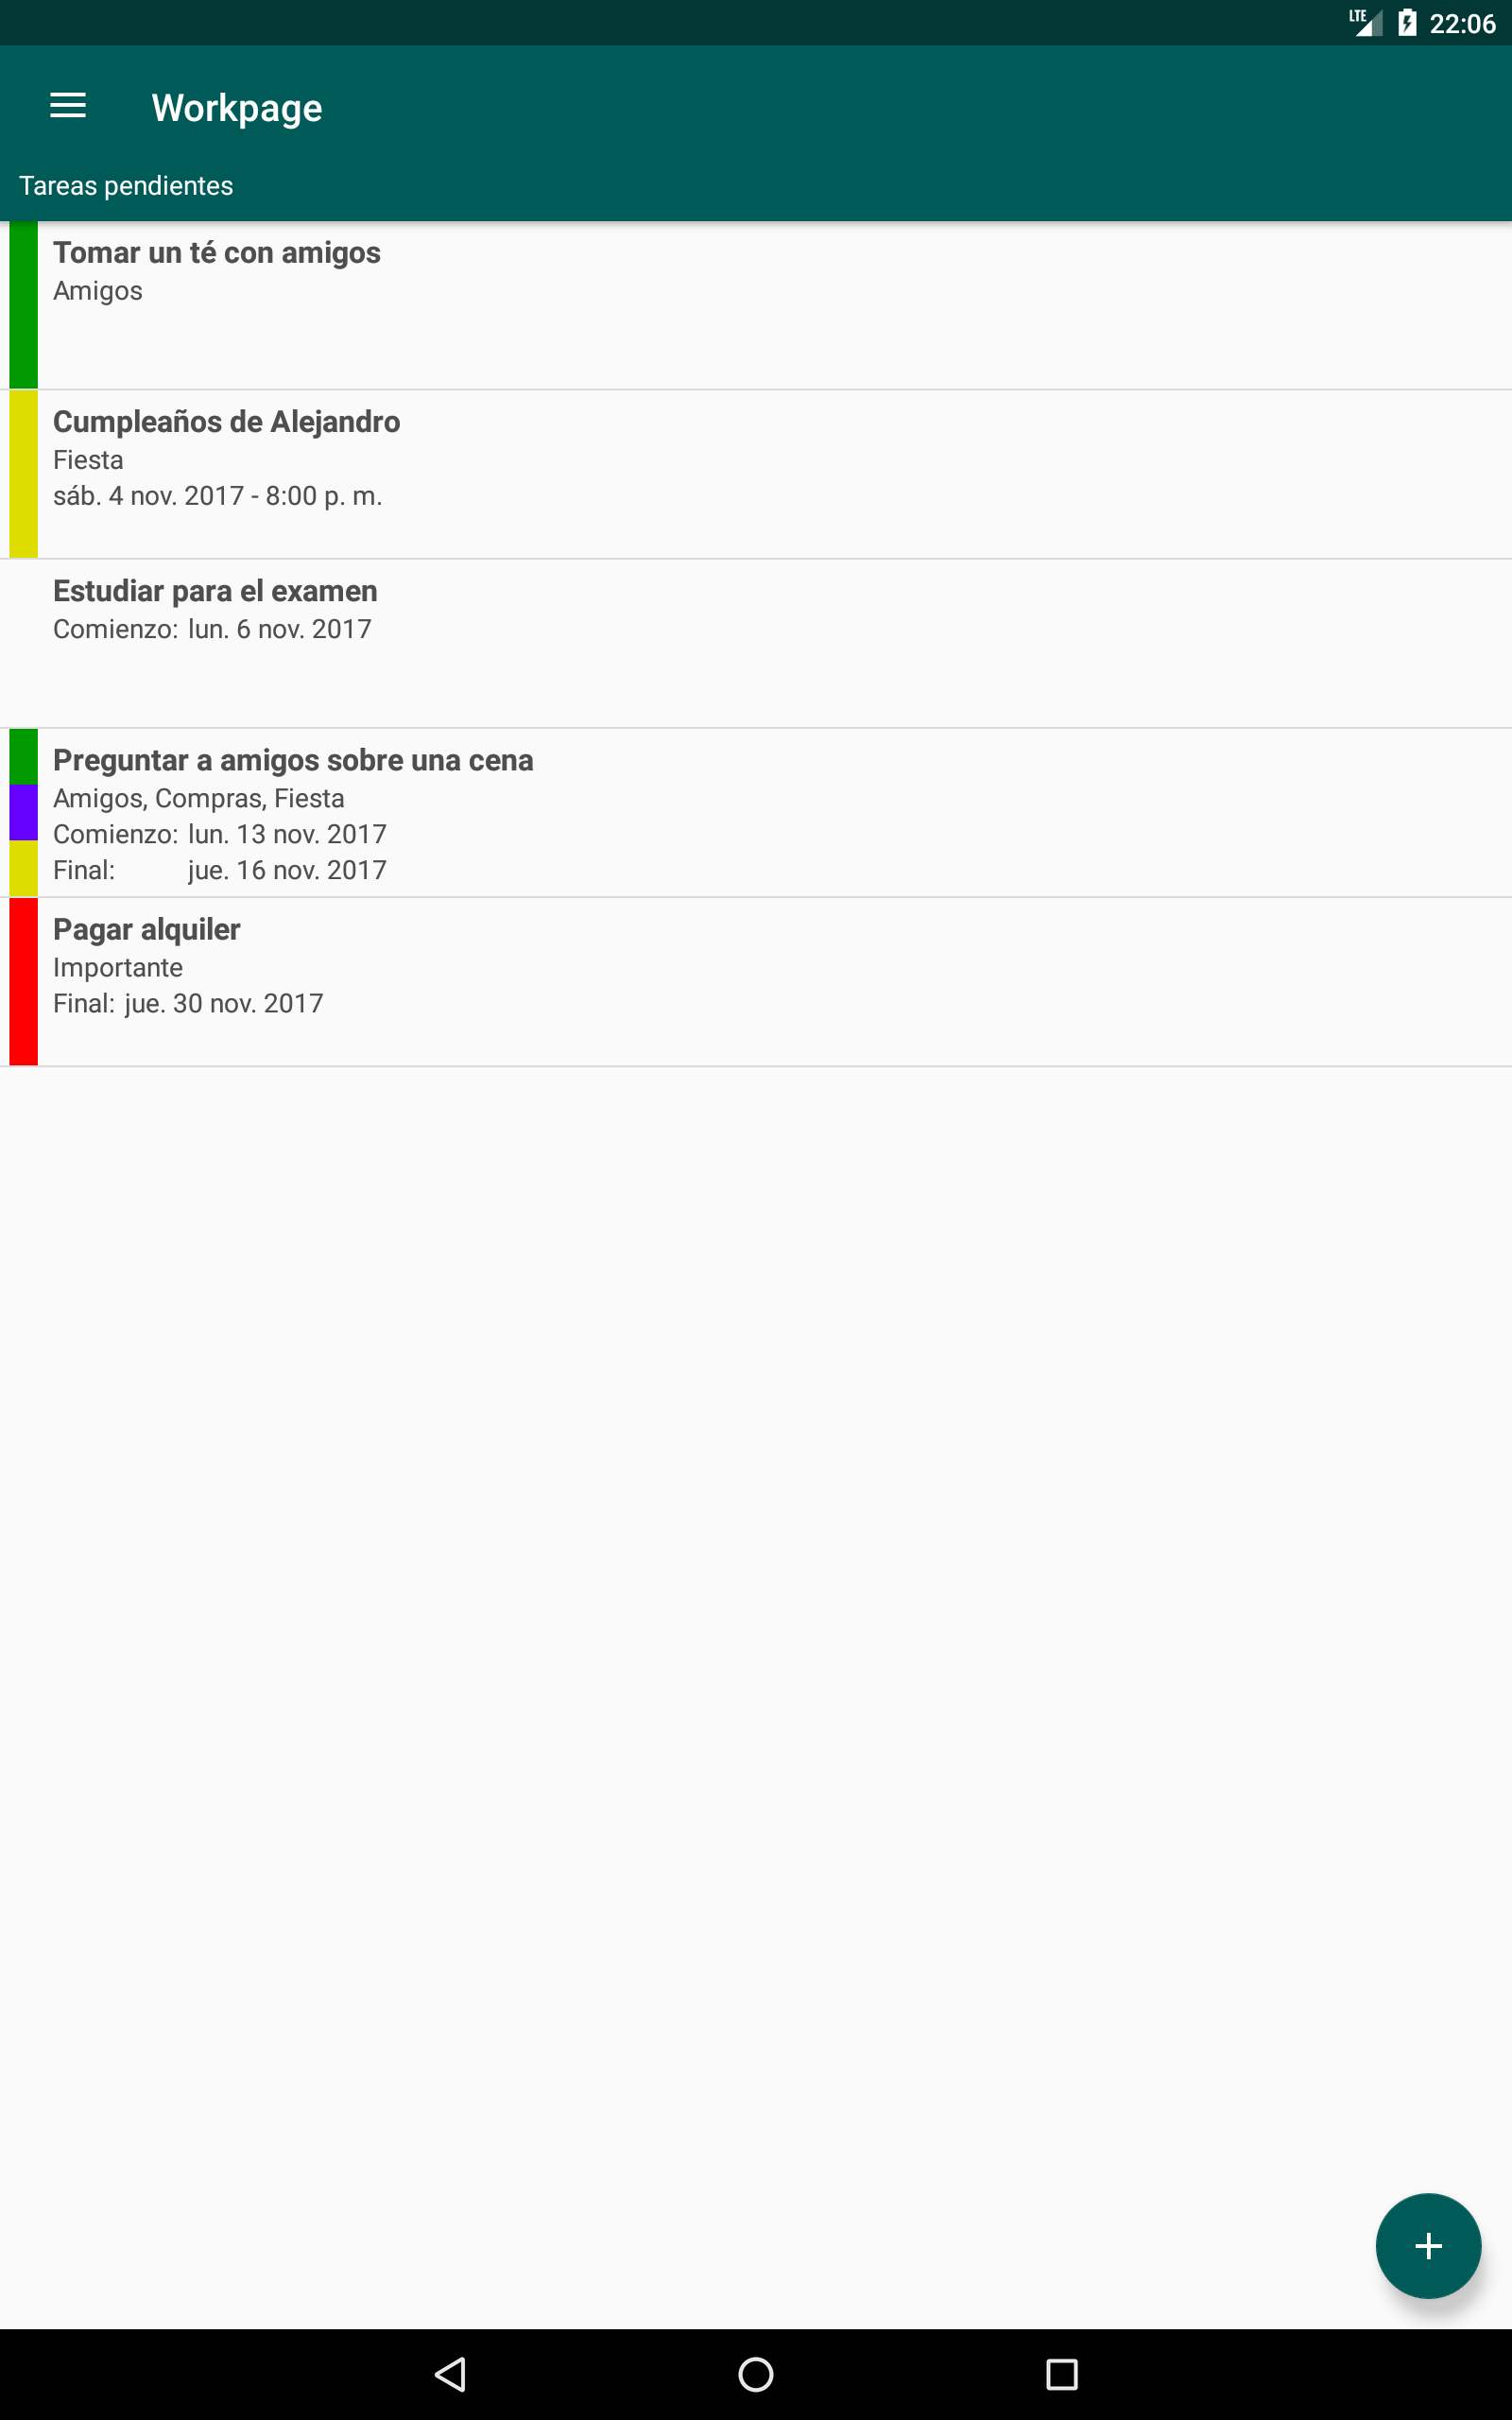 LTE 22:06
Workpage
Tareas pendientes
Tomar un té con amigos
Amigos
Cumpleaños de Alejandro
Fiesta
sáb. 4 nov. 2017 - 8:00 p. m.
Estudiar para el examen
Comienzo: lun. 6 nov. 2017
Preguntar a amigos sobre una cena
Amigos, Compras, Fiesta
Comienzo: lun. 13 nov. 2017
Final: jue. 16 nov. 2017
Pagar alquiler
Importante
Final: jue. 30 nov. 2017